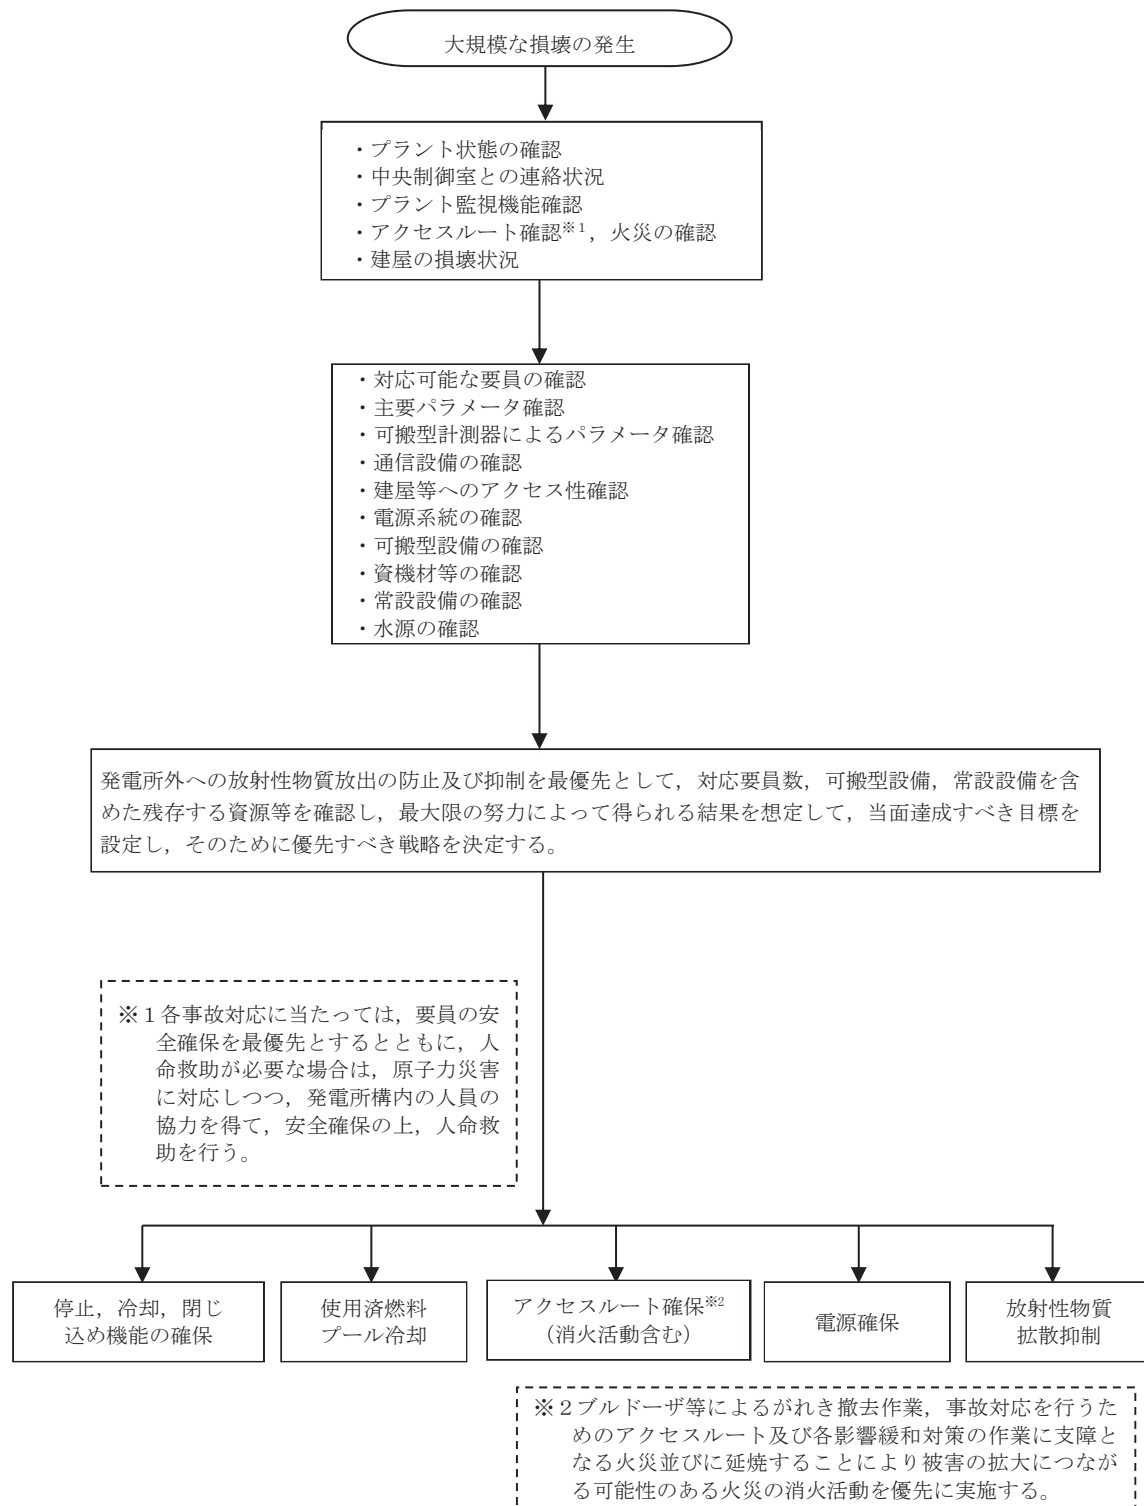 大規模な損壊の発生
・プラント状態の確認
・中央制御室との連絡状況
・プラント監視機能確認
・アクセスルート確認※1，火災の確認
・建屋の損壊状況
・対応可能な要員の確認
・主要パラメータ確認
・可搬型計測器によるパラメータ確認
・通信設備の確認
・建屋等へのアクセス性確認
・電源系統の確認
・可搬型設備の確認
・資機材等の確認
・常設設備の確認
・水源の確認
発電所外への放射性物質放出の防止及び抑制を最優先として，対応要員数，可搬型設備，常設設備を含
めた残存する資源等を確認し，最大限の努力によって得られる結果を想定して，当面達成すべき目標を
設定し，そのために優先すべき戦略を決定する。
※１各事故対応に当たっては，要員の安
全確保を最優先とするとともに，人
命救助が必要な場合は，原子力災害
に対応しつつ，発電所構内の人員の
協力を得て，安全確保の上，人命救
助を行う。
停止，冷却，閉じ
込め機能の確保
使用済燃料
プール冷却
アクセスルート確保※2
（消火活動含む）
電源確保
放射性物質
拡散抑制
※２ブルドーザ等によるがれき撤去作業，事故対応を行うた
めのアクセスルート及び各影響緩和対策の作業に支障と
なる火災並びに延焼することにより被害の拡大につなが
る可能性のある火災の消火活動を優先に実施する。